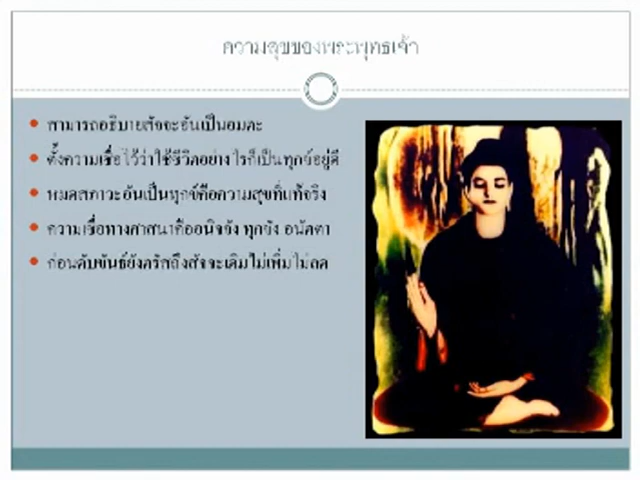 ความสุขของพระพุทธเจ้า
สามารถอธิบายสัจจะอันเป็นอมตะ
ตั้งความเชื่อไว้ว่าใช้ชีวิตอย่างไรก็เป็นทุกข์อยู่ดี
หมดสภาวะอันเป็นทุกข์คือความสุขที่แท้จริง
ความเชื่อทางศาสนาคืออนิจจัง ทุกขัง อนัตตา
ก่อนดับขันธ์ยังตรัสถึงสัจจะเดิมไม่เพิ่มไม่ลด